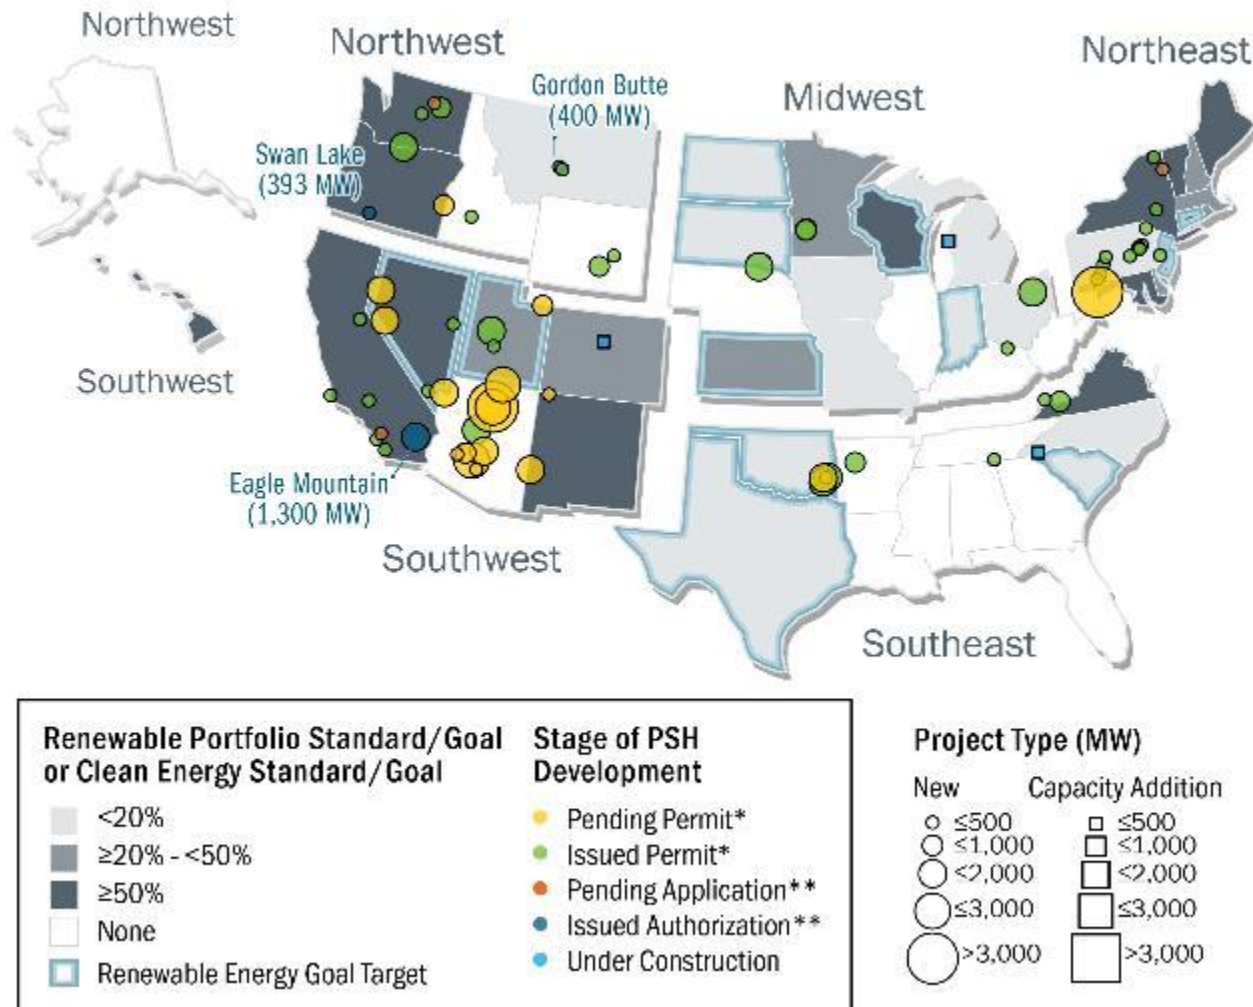 Northwest
Northwest
Northeast
Midwest
Gordon Butte
(400 MW)
Swan Lake
(393 MW)
Southwest
Eagle Mountain
(1,300 MW)
Southwest
Southeast
Renewable Portfolio Standard/Goal
or Clean Energy Standard/Goal
<20%
≥20% - <50%
≥50%
None
Renewable Energy Goal Target
Stage of PSH
Development
Pending Permit*
Issued Permit*
Pending Application**
Issued Authorization**
Under Construction
Project Type (MW)
New Capacity Addition
≤500 ≤500
≤1,000 ≤1,000
≤2,000 ≤2,000
≤3,000 ≤3,000
>3,000 >3,000